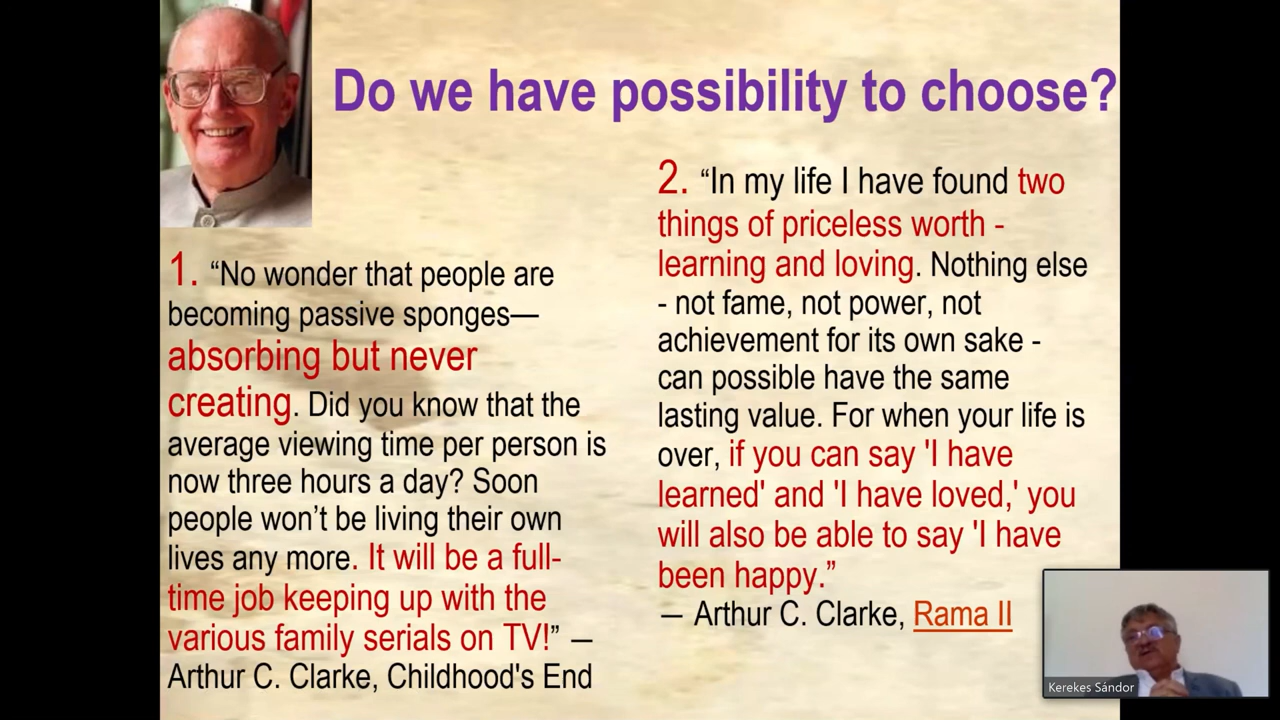 Do we have possibility to choose?
1. “No wonder that people are
becoming passive sponges—
absorbing but never
creating. Did you know that the
average viewing time per person is
now three hours a day? Soon
people won’t be living their own
lives any more. It will be a full-
time job keeping up with the
various family serials on TV!” —
Arthur C. Clarke, Childhood's End
2. “In my life I have found two
things of priceless worth -
learning and loving. Nothing else
- not fame, not power, not
achievement for its own sake -
can possible have the same
lasting value. For when your life is
over, if you can say 'I have
learned' and 'I have loved,' you
will also be able to say 'I have
been happy.”
— Arthur C. Clarke, Rama II
Kerekes Sándor